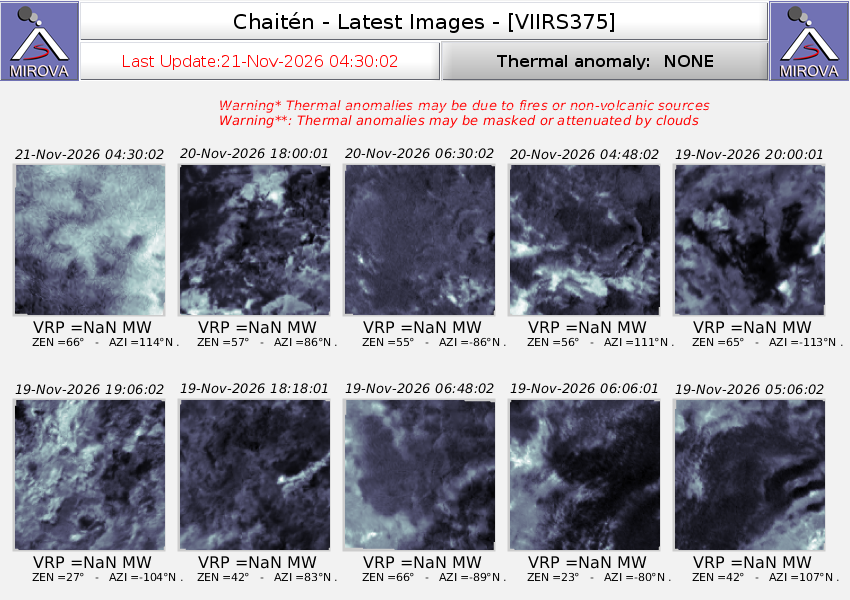 Chaitén - Latest Images - [VIIRS375]
MIROVA
Last Update:21-Nov-2026 04:30:02
Thermal anomaly: NONE
MIROVA
Warning* Thermal anomalies may be due to fires or non-volcanic sources
Warning**: Thermal anomalies may be masked or attenuated by clouds
21-Nov-2026 04:30:02 20-Nov-2026 18:00:01 20-Nov-2026 06:30:02 20-Nov-2026 04:48:02 19-Nov-2026 20:00:01
VRP =NaN MW VRP =NaN MW VRP =NaN MW VRP =NaN MW VRP =NaN MW
ZEN =66° - AZI =114°N . ZEN =57° - AZI =86°N . ZEN =55° - AZI =-86°N . ZEN =56° - AZI =111°N . ZEN =65° - AZI =-113°N .
19-Nov-2026 19:06:02 19-Nov-2026 18:18:01 19-Nov-2026 06:48:02 19-Nov-2026 06:06:01 19-Nov-2026 05:06:02
VRP =NaN MW VRP =NaN MW VRP =NaN MW VRP =NaN MW VRP =NaN MW
ZEN =27° - AZI =-104°N . ZEN =42° - AZI =83°N . ZEN =66° - AZI =-89°N . ZEN =23° - AZI =-80°N . ZEN =42° - AZI =107°N .